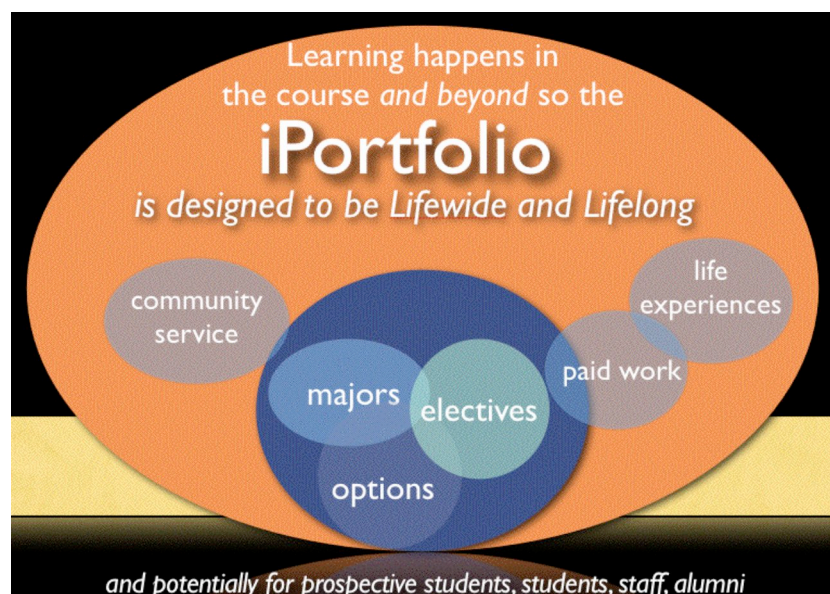 Learning happens in
the course and beyond so the
iPortfolio
is designed to be Lifewide and Lifelong
community
service
life
experiences
paid work
majors
electives
options
and potentially for prospective students, students, staff, alumni